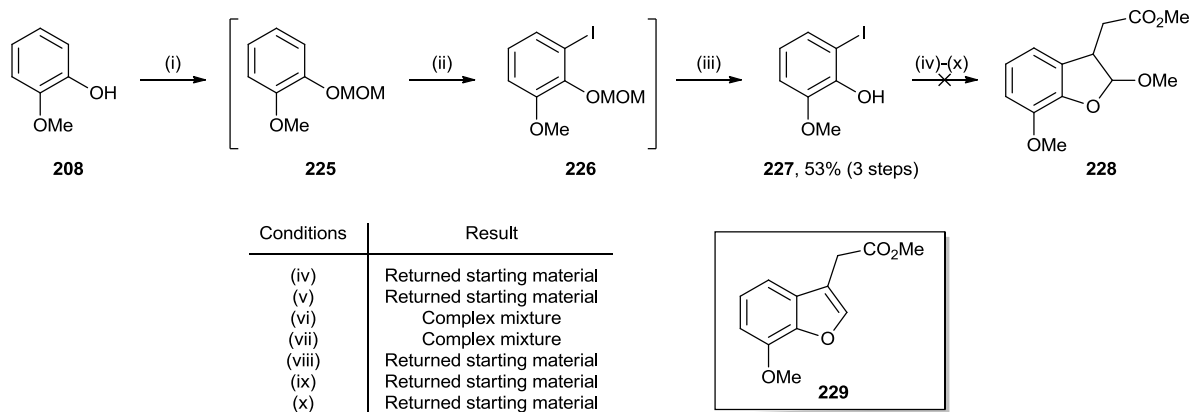 (i)
(ii)
(iii)
(iv)-(x)
OH
OMe
OMOM
OMe
I
OMOM
OMe
I
OH
OMe
CO₂Me
OMe
O
OMe
208
225
226
227, 53% (3 steps)
228
Conditions Result
(iv) Returned starting material
(v) Returned starting material
(vi) Complex mixture
(vii) Complex mixture
(viii) Returned starting material
(ix) Returned starting material
(x) Returned starting material
CO₂Me
O
OMe
229